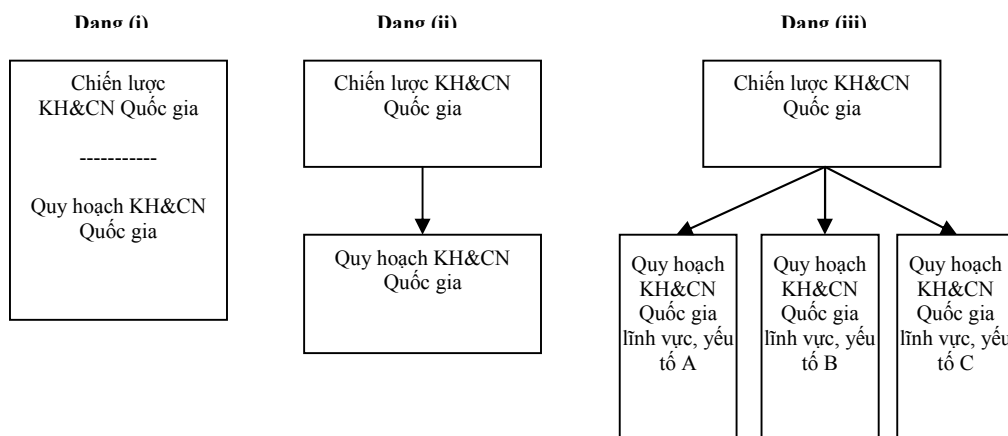 Dạng (i)
Dạng (ii)
Dạng (iii)
Chiến lược
KH&CN Quốc gia
-----------
Quy hoạch KH&CN
Quốc gia
Chiến lược KH&CN
Quốc gia
Quy hoạch KH&CN
Quốc gia
Chiến lược KH&CN
Quốc gia
Quy hoạch
KH&CN
Quốc gia
lĩnh vực, yếu
tố A
Quy hoạch
KH&CN
Quốc gia
lĩnh vực, yếu
tố B
Quy hoạch
KH&CN
Quốc gia
lĩnh vực, yếu
tố C